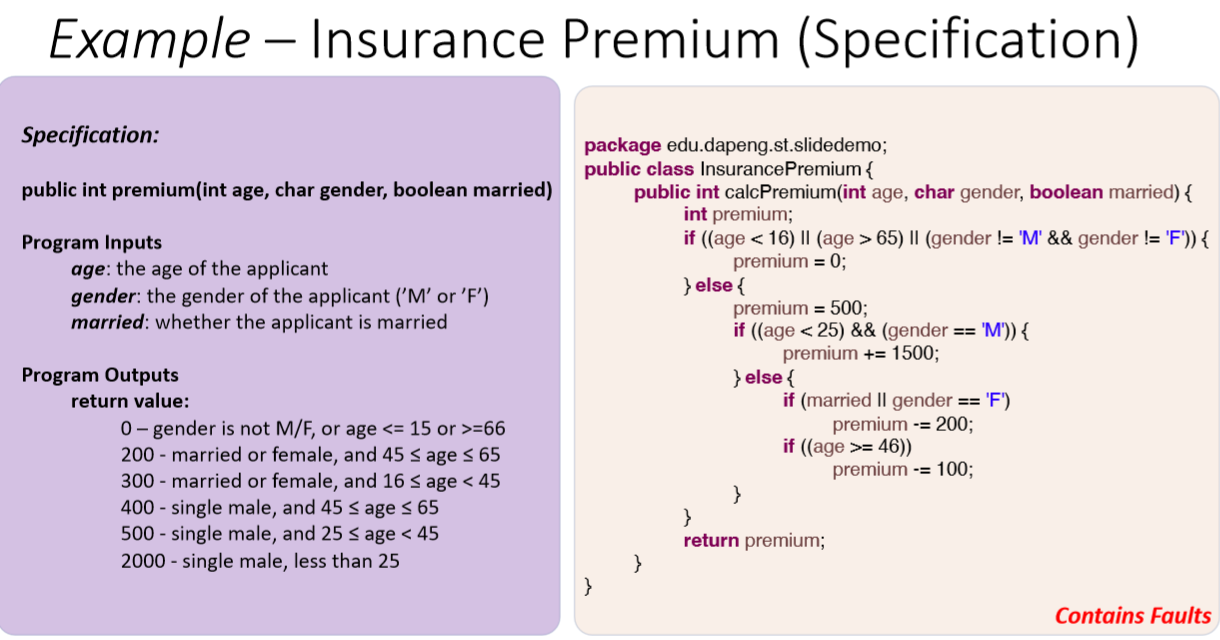 Example – Insurance Premium (Specification)
Specification:
public int premium(int age, char gender, boolean married)
Program Inputs
age: the age of the applicant
gender: the gender of the applicant ('M' or 'F')
married: whether the applicant is married
Program Outputs
return value:
0 – gender is not M/F, or age <= 15 or >=66
200 - married or female, and 45 ≤ age ≤ 65
300 - married or female, and 16 ≤ age < 45
400 - single male, and 45 ≤ age ≤ 65
500 - single male, and 25 ≤ age < 45
2000 - single male, less than 25
package edu.dapeng.st.slidedemo;
public class InsurancePremium {
public int calcPremium(int age, char gender, boolean married) {
int premium;
if ((age < 16) || (age > 65) || (gender != 'M' && gender != 'F')) {
premium = 0;
} else {
premium = 500;
if ((age < 25) && (gender == 'M')) {
premium += 1500;
} else {
if (married || gender == 'F')
premium -= 200;
if ((age >= 46))
premium -= 100;
}
}
return premium;
}
}
Contains Faults